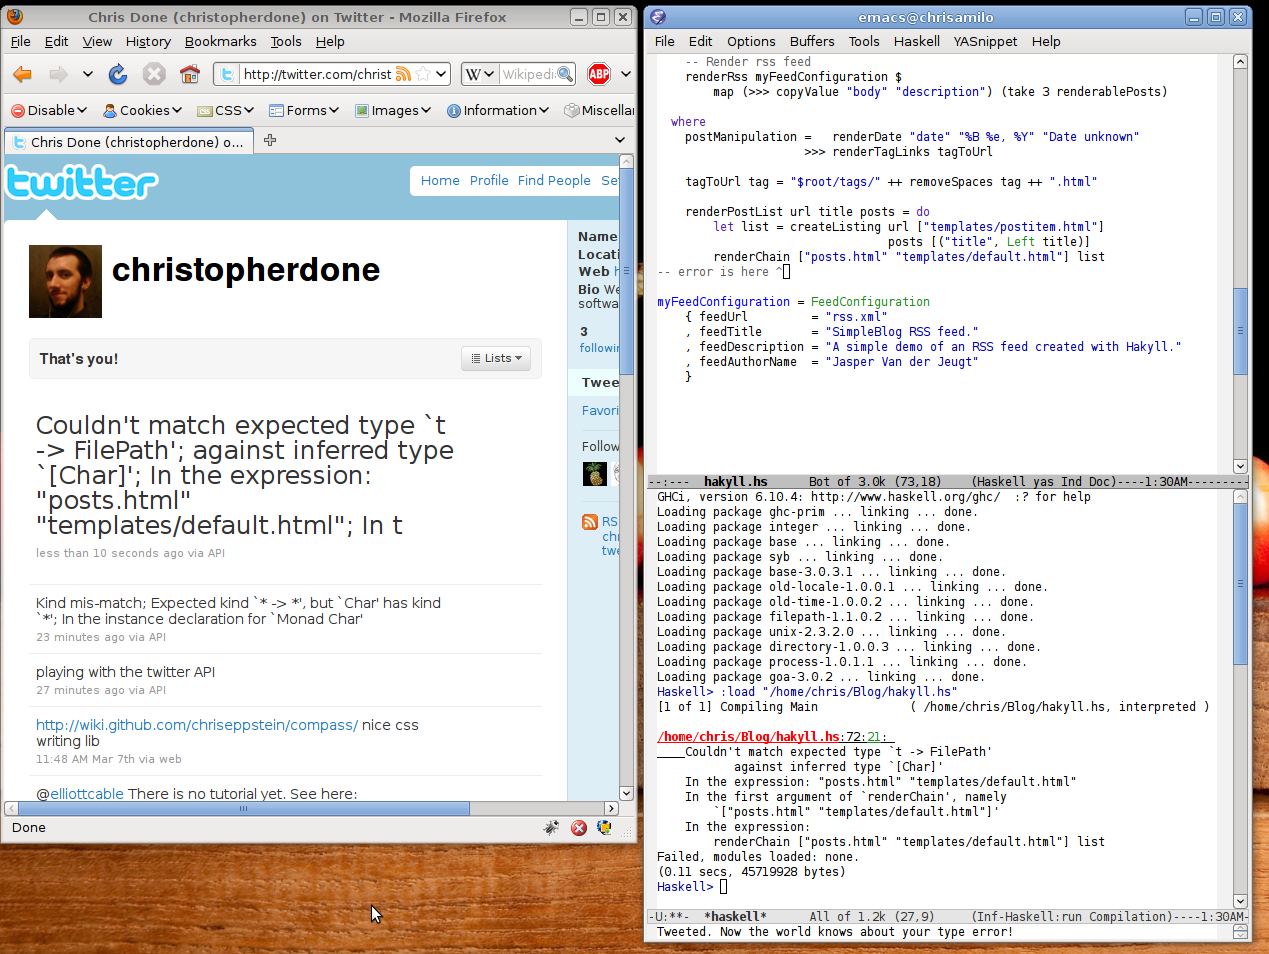 Chris Done (christopherdone) on Twitter - Mozilla Firefox
File Edit View History Bookmarks Tools Help
http://twitter.com/christ
W Wikipedi
ABP
Disable Cookies CSS Forms Images Information Miscellar
Chris Done (christopherdone) o...
twitter
Home Profile Find People Se
christopherdone
That's you!
Lists
Couldn't match expected type `t
-> FilePath'; against inferred type
`[Char]'; In the expression:
"posts.html"
"templates/default.html"; In t
less than 10 seconds ago via API
Kind mis-match; Expected kind `* -> *', but `Char' has kind
`*'; In the instance declaration for `Monad Char'
23 minutes ago via API
playing with the twitter API
27 minutes ago via API
http://wiki.github.com/chriseppstein/compass/ nice css
writing lib
11:48 AM Mar 7th via web
@elliottcable There is no tutorial yet. See here:
Name
Locati
Web h
Bio We
softwa
3
followin
Twee
Favori
Follow
RS
chr
twe
Done
emacs@chrisamilo
File Edit Options Buffers Tools Haskell YASnippet Help
-- Render rss feed
renderRss myFeedConfiguration $
map (>>> copyValue "body" "description") (take 3 renderablePosts)
where
postManipulation =   renderDate "date" "%B %e, %Y" "Date unknown"
>>> renderTagLinks tagToUrl
tagToUrl tag = "$root/tags/" ++ removeSpaces tag ++ ".html"
renderPostList url title posts = do
let list = createListing url ["templates/postitem.html"]
posts [("title", Left title)]
renderChain ["posts.html" "templates/default.html"] list
-- error is here ^
myFeedConfiguration = FeedConfiguration
{ feedUrl         = "rss.xml"
, feedTitle       = "SimpleBlog RSS feed."
, feedDescription = "A simple demo of an RSS feed created with Hakyll."
, feedAuthorName  = "Jasper Van der Jeugt"
}
--:---  hakyll.hs      Bot of 3.0k (73,18)    (Haskell yas Ind Doc)----1:30AM---------
GHCi, version 6.10.4: http://www.haskell.org/ghc/  :? for help
Loading package ghc-prim ... linking ... done.
Loading package integer ... linking ... done.
Loading package base ... linking ... done.
Loading package syb ... linking ... done.
Loading package base-3.0.3.1 ... linking ... done.
Loading package old-locale-1.0.0.1 ... linking ... done.
Loading package old-time-1.0.0.2 ... linking ... done.
Loading package filepath-1.1.0.2 ... linking ... done.
Loading package unix-2.3.2.0 ... linking ... done.
Loading package directory-1.0.0.3 ... linking ... done.
Loading package process-1.0.1.1 ... linking ... done.
Loading package goa-3.0.2 ... linking ... done.
Haskell> :load "/home/chris/Blog/hakyll.hs"
[1 of 1] Compiling Main             ( /home/chris/Blog/hakyll.hs, interpreted )
/home/chris/Blog/hakyll.hs:72:21:
Couldn't match expected type `t -> FilePath'
against inferred type `[Char]'
In the expression: "posts.html" "templates/default.html"
In the first argument of `renderChain', namely
`["posts.html" "templates/default.html"]'
In the expression:
renderChain ["posts.html" "templates/default.html"] list
Failed, modules loaded: none.
(0.11 secs, 45719928 bytes)
Haskell>
-U:**-  *haskell*      All of 1.2k (27,9)     (Inf-Haskell:run Compilation)----1:30AM-
Tweeted. Now the world knows about your type error!